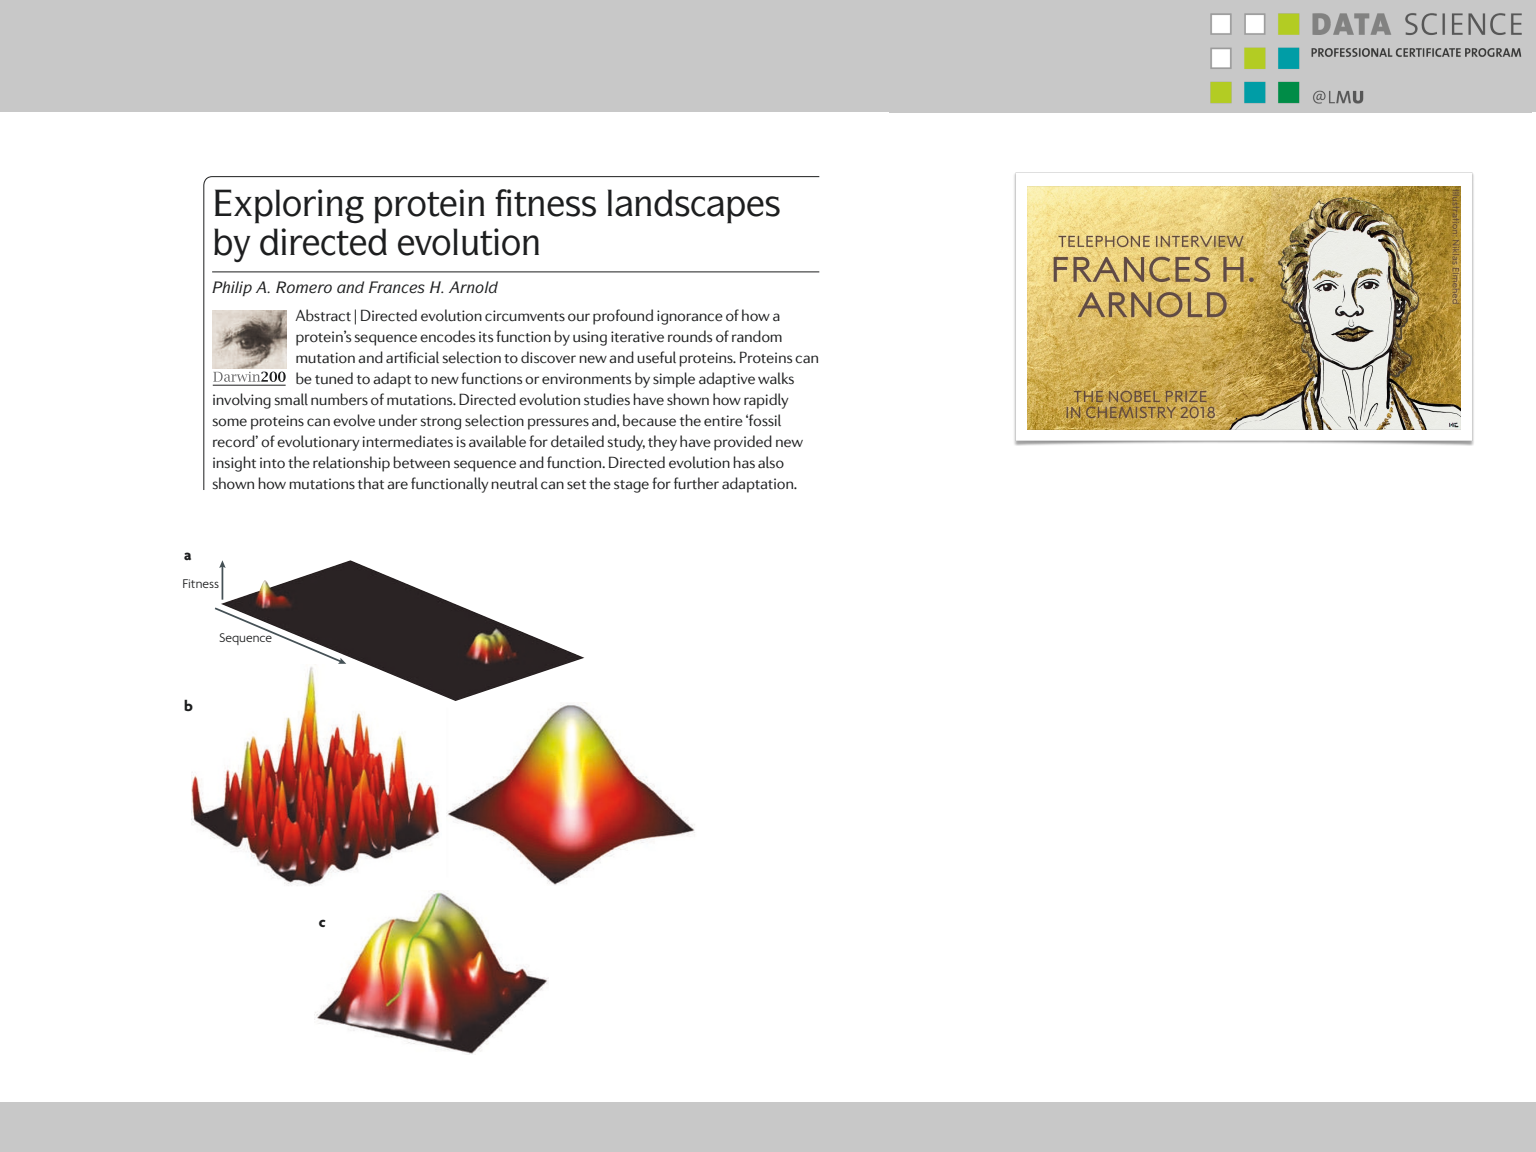 DATA SCIENCE
PROFESSIONAL CERTIFICATE PROGRAM
@LMU
Exploring protein fitness landscapes
by directed evolution
Philip A. Romero and Frances H. Arnold
Abstract | Directed evolution circumvents our profound ignorance of how a
protein’s sequence encodes its function by using iterative rounds of random
mutation and artificial selection to discover new and useful proteins. Proteins can
Darwin200
be tuned to adapt to new functions or environments by simple adaptive walks
involving small numbers of mutations. Directed evolution studies have shown how rapidly
some proteins can evolve under strong selection pressures and, because the entire ‘fossil
record’ of evolutionary intermediates is available for detailed study, they have provided new
insight into the relationship between sequence and function. Directed evolution has also
shown how mutations that are functionally neutral can set the stage for further adaptation.
TELEPHONE INTERVIEW
FRANCES H.
ARNOLD
THE NOBEL PRIZE
IN CHEMISTRY 2018
Illustration: Niklas Elmehed
a
Fitness
Sequence
b
c